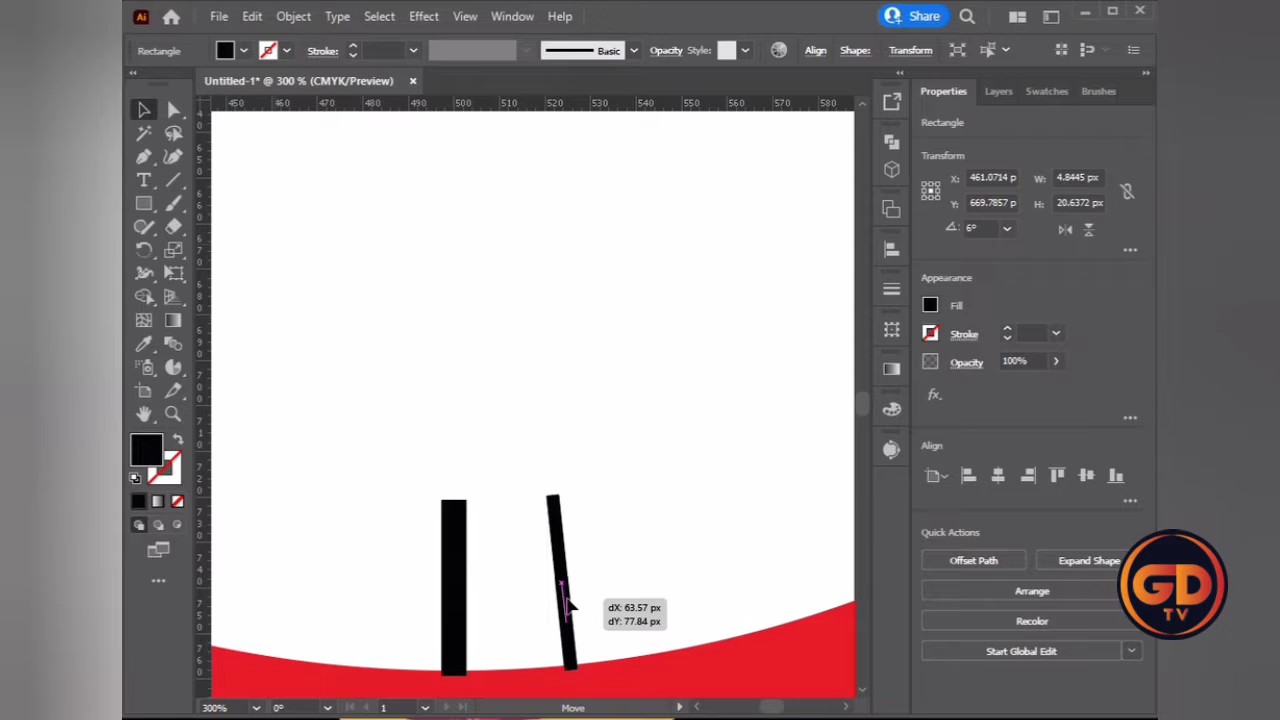 Ai File Edit Object Type Select Effect View Window Help Share
Rectangle Stroke: Basic Opacity Style: Align Shape: Transform
Untitled-1* @ 300 % (CMYK/Preview) ×
450 460 470 480 490 500 510 520 530 540 550 560 570 580
Properties Layers Swatches Brushes
Rectangle
Transform
X: 461.0714 p W: 4.8445 px
Y: 669.7857 p H: 20.6372 px
6°
Appearance
Fill
Stroke
Opacity 100%
fx.
Align
Quick Actions
Offset Path Expand Shape
Arrange
Recolor
Start Global Edit
dX: 63.57 px
dY: 77.84 px
GD
TV
300% 0° 1 Move